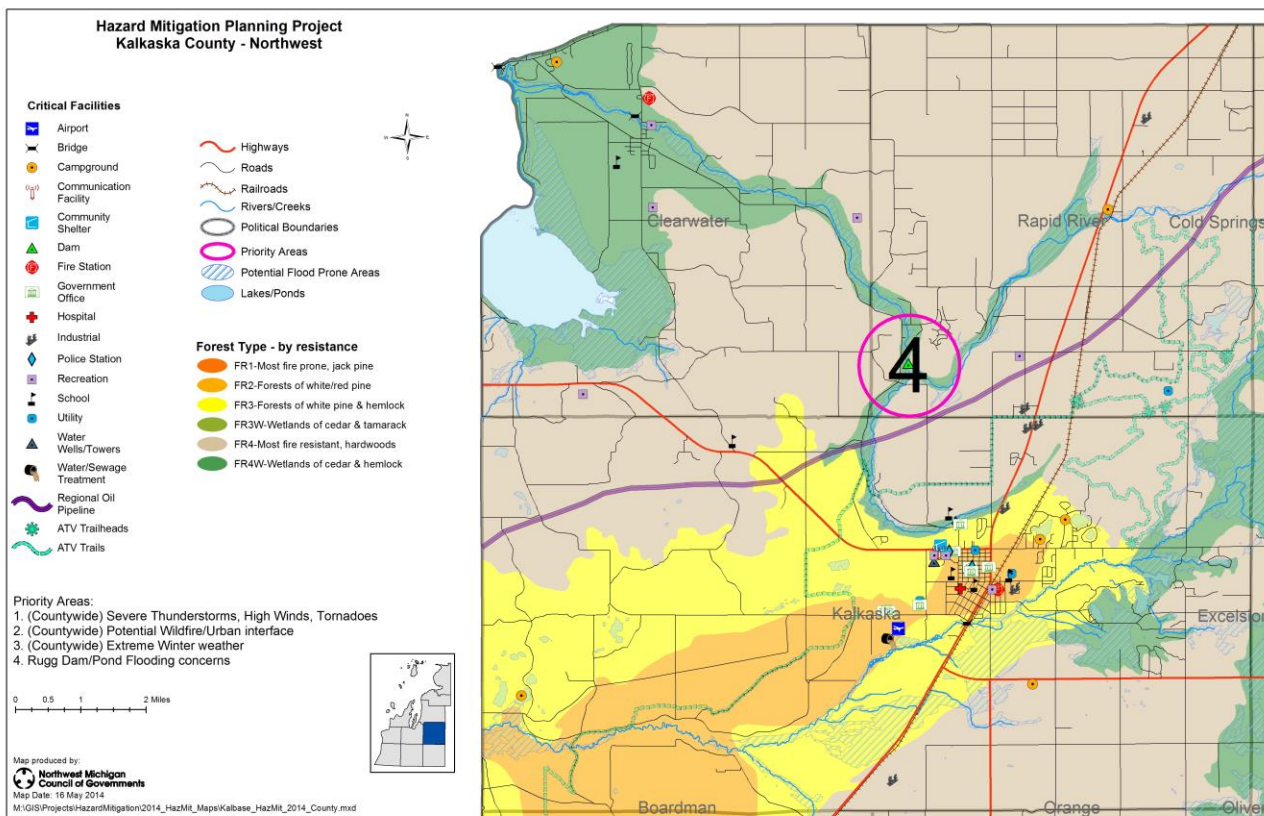 Hazard Mitigation Planning Project
Kalkaska County - Northwest
Critical Facilities
Airport
Bridge
Campground
Communication
Facility
Community
Shelter
Dam
Fire Station
Government
Office
Hospital
Industrial
Police Station
Recreation
School
Utility
Water
Wells/Towers
Water/Sewage
Treatment
Regional Oil
Pipeline
ATV Trailheads
ATV Trails
Highways
Roads
Railroads
Rivers/Creeks
Political Boundaries
Priority Areas
Potential Flood Prone Areas
Lakes/Ponds
Forest Type - by resistance
FR1-Most fire prone, jack pine
FR2-Forests of white/red pine
FR3-Forests of white pine & hemlock
FR3W-Wetlands of cedar & tamarack
FR4-Most fire resistant, hardwoods
FR4W-Wetlands of cedar & hemlock
N
W E
S
Priority Areas:
1. (Countywide) Severe Thunderstorms, High Winds, Tornadoes
2. (Countywide) Potential Wildfire/Urban interface
3. (Countywide) Extreme Winter weather
4. Rugg Dam/Pond Flooding concerns
0 0.5 1 2 Miles
Map produced by:
Northwest Michigan
Council of Governments
Map Date: 16 May 2014
M:\GIS\Projects\HazardMitigation\2014_HazMit_Maps\Kalbase_HazMit_2014_County.mxd
Clearwater
Rapid River
Cold Springs
4
Kalkaska
Excelsior
Boardman
Orange
Oliver